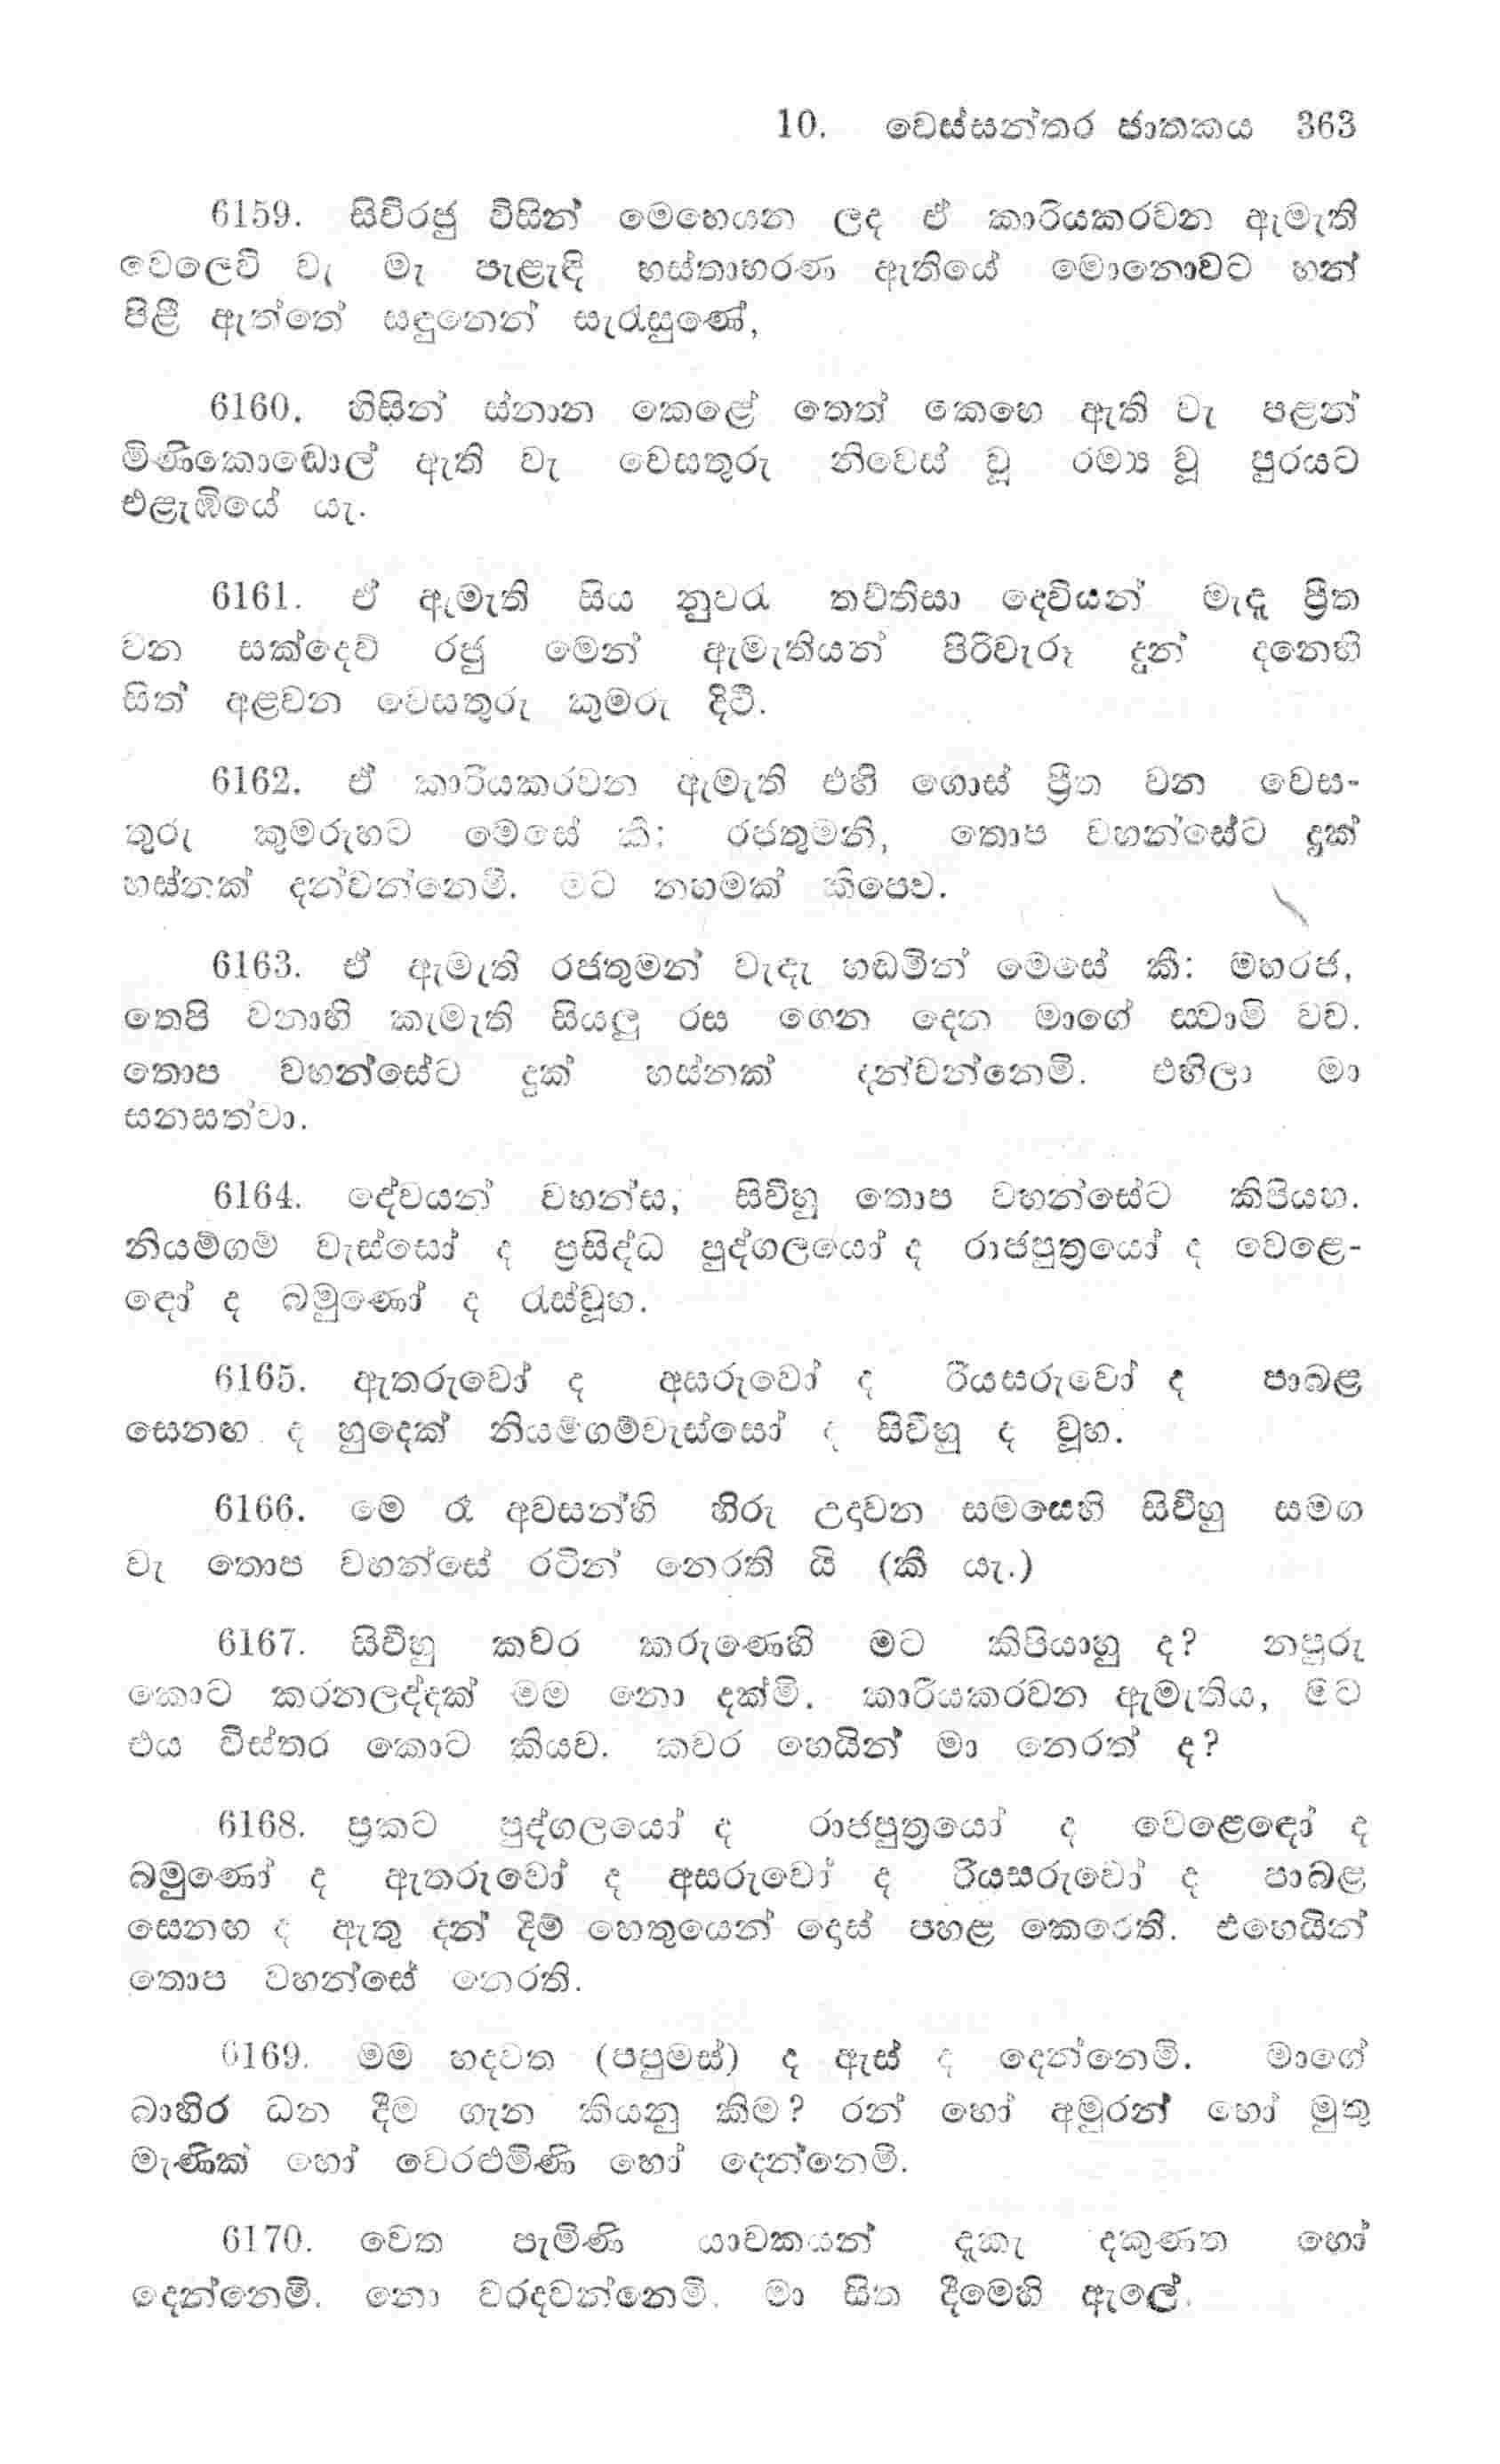 10. වෙස්සන්තර ජාතකය 363
6159. සිවිරජු විසින් මෙහෙයන ලද ඒ කාරියකරවන ඇමැති
වෙලෙවි වැ මැ පැළැඳි හස්තාභරණ ඇතියේ මොනොවට හන්
පිළී ඇත්තේ සඳුනෙන් සැරැසුණේ,
6160. හිසින් ස්නාන කෙළේ තෙත් කෙහෙ ඇති වැ පළන්
මිණිකොඬොල් ඇති වැ වෙසතුරු නිවෙස් වූ රම්‍ය වූ පුරයට
එළැඹියේ යැ.
6161. ඒ ඇමැති සිය නුවරැ තව්තිසා දෙවියන් මැදෑ ප්‍රීත
වන සක්දෙව් රජු මෙන් ඇමැතියන් පිරිවැරූ දුන් දනෙහි
සිත් අළවන වෙසතුරු කුමරු දිටී.
6162. ඒ කාරියකරවන ඇමැති එහි ගොස් ප්‍රීත වන වෙස-
තුරු කුමරුහට මෙසේ කී: රජතුමනි, තොප වහන්සේට දුක්
හස්නක් දන්වන්නෙමි. මට නහමක් කිපෙව.
6163. ඒ ඇමැති රජතුමන් වැඳැ හඬමින් මෙසේ කී: මහරජ,
තෙපි වනාහි කැමැති සියලු රස ගෙන දෙන මාගේ ස්වාමි වව.
තොප වහන්සේට දුක් හස්නක් දන්වන්නෙමි. එහිලා මා
සනසත්වා.
6164. දේවයන් වහන්ස, සිවිහු තොප වහන්සේට කිපියහ.
නියම්ගම් වැස්සෝ ද ප්‍රසිද්ධ පුද්ගලයෝ ද රාජපුත්‍රයෝ ද වෙළෙ-
ඳෝ ද බමුණෝ ද රැස්වූහ.
6165. ඇතරුවෝ ද අසරුවෝ ද රියසරුවෝ ද පාබළ
සෙනඟ ද හුදෙක් නියම්ගම්වැස්සෝ ද සිවිහු ද වූහ.
6166. මෙ රෑ අවසන්හි හිරු උදාවන සමයෙහි සිවිහු සමග
වැ තොප වහන්සේ රටින් නෙරති යි (කී යැ.)
6167. සිවිහු කවර කරුණෙහි මට කිපියාහු ද? නපුරු
කොට කරනලද්දක් මම නො දක්මි. කාරියකරවන ඇමැතිය, මට
එය විස්තර කොට කියව. කවර හෙයින් මා නෙරත් ද?
6168. ප්‍රකට පුද්ගලයෝ ද රාජපුත්‍රයෝ ද වෙළෙඳෝ ද
බමුණෝ ද ඇතරුවෝ ද අසරුවෝ ද රියසරුවෝ ද පාබළ
සෙනඟ ද ඇතු දන් දීම් හෙතුයෙන් දොස් පහළ කෙරෙති. එහෙයින්
තොප වහන්සේ නෙරති.
6169. මම හදවත (පපුමස්) ද ඇස් ද දෙන්නෙමි. මාගේ
බාහිර ධන දීම ගැන කියනු කිම? රන් හෝ අමුරන් හෝ මුතු
මැණික් හෝ වෙරළුමිණි හෝ දෙන්නෙමි.
6170. වෙත පැමිණි යාචකයන් දැකැ දකුණත හෝ
දෙන්නෙමි. නො වරදවන්නෙමි. මා සිත දීමෙහි ඇලේ.